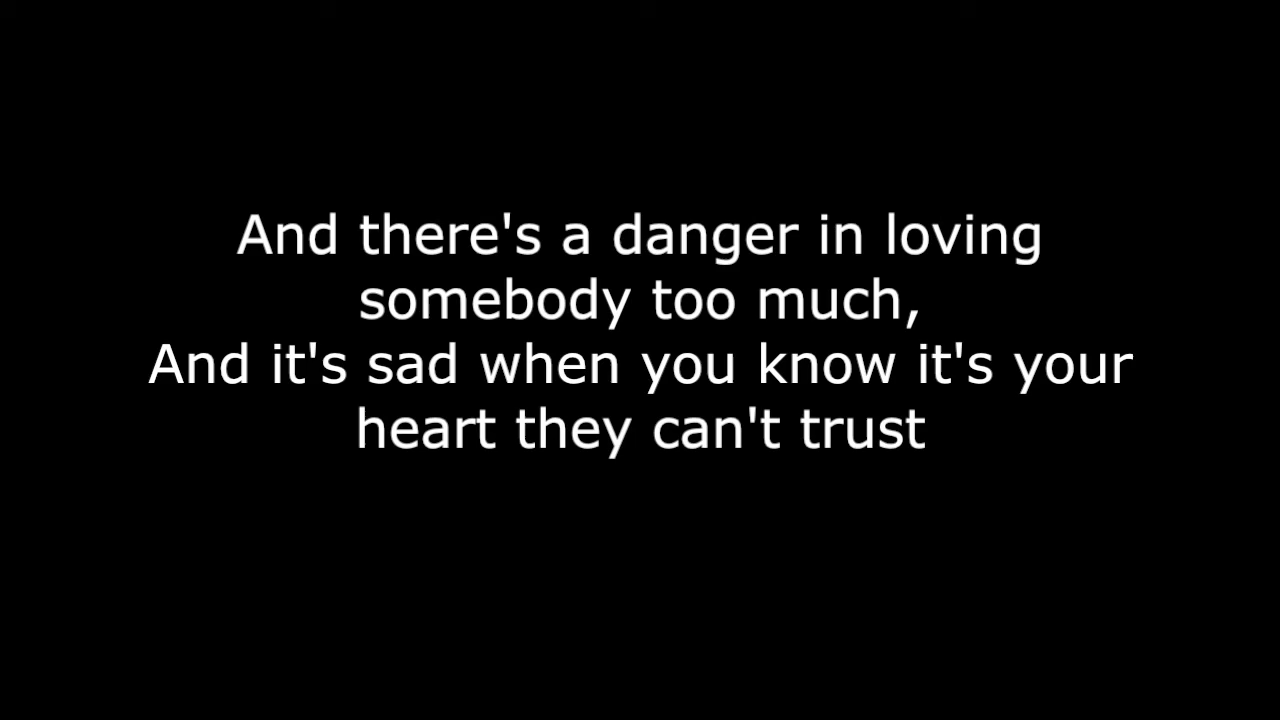 And there's a danger in loving
somebody too much,
And it's sad when you know it's your
heart they can't trust